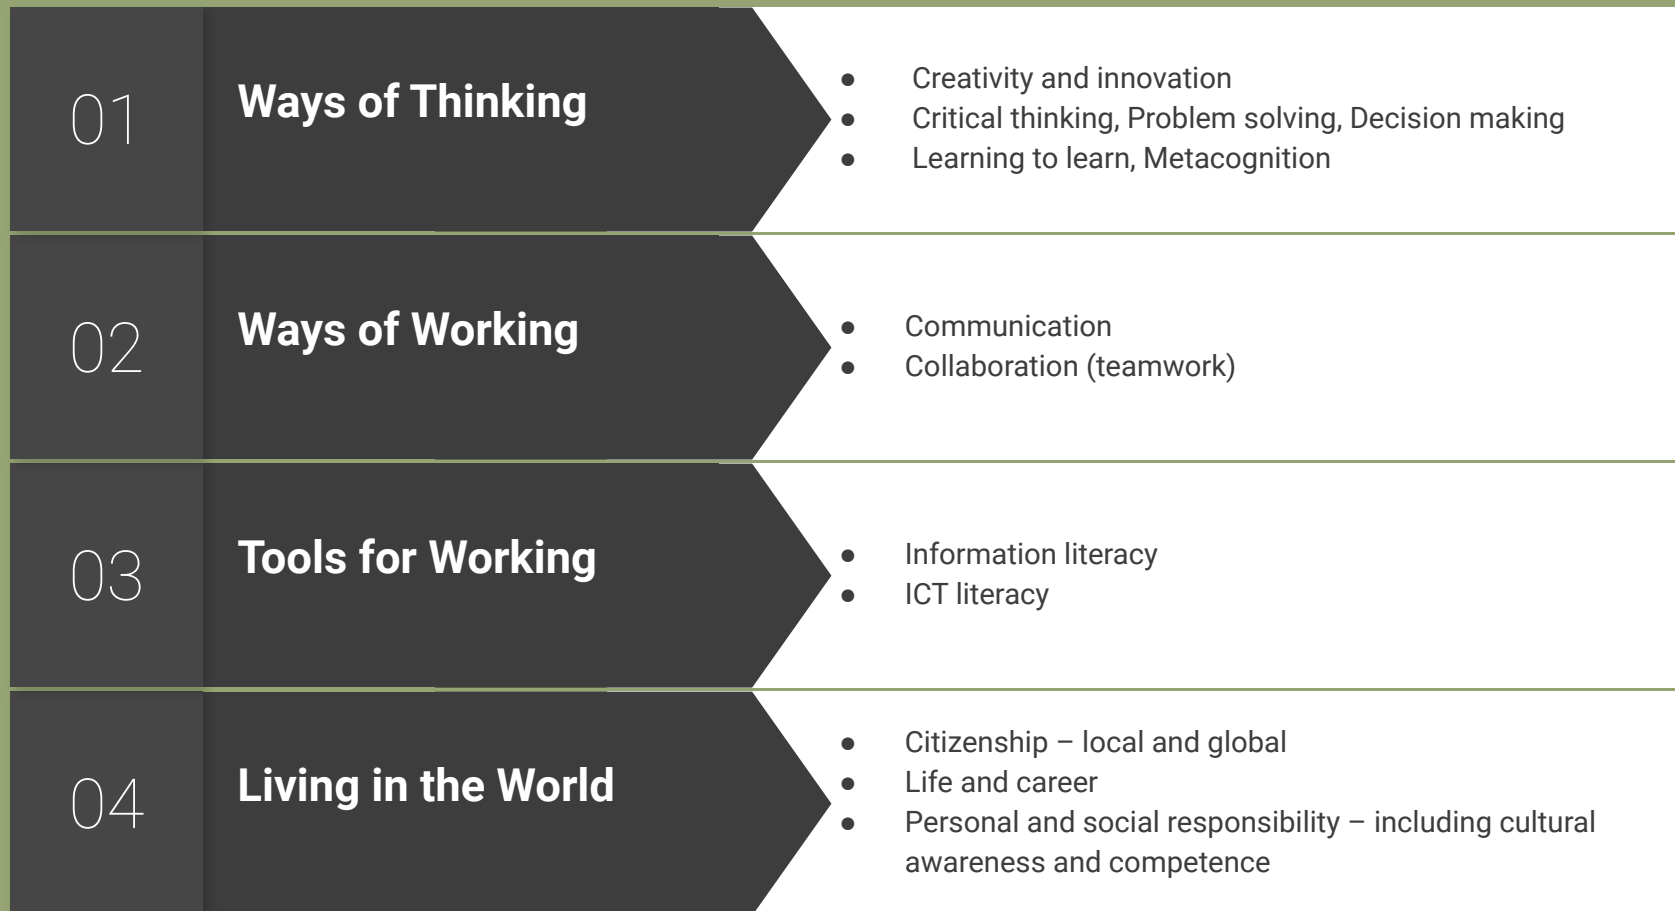 01
Ways of Thinking
● Creativity and innovation
● Critical thinking, Problem solving, Decision making
● Learning to learn, Metacognition
02
Ways of Working
● Communication
● Collaboration (teamwork)
03
Tools for Working
● Information literacy
● ICT literacy
04
Living in the World
● Citizenship – local and global
● Life and career
● Personal and social responsibility – including cultural
awareness and competence